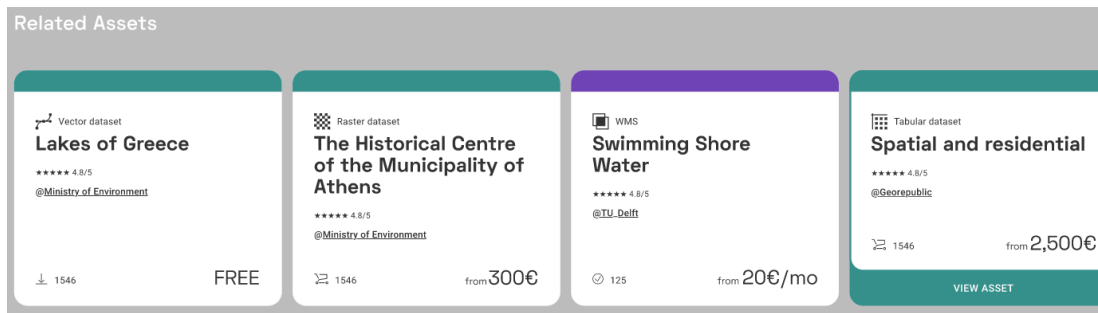 Related Assets
Vector dataset
Lakes of Greece
★★★★★ 4.8/5
@Ministry of Environment
1546
FREE
Raster dataset
The Historical Centre
of the Municipality of
Athens
★★★★★ 4.8/5
@Ministry of Environment
1546
from 300€
WMS
Swimming Shore
Water
★★★★★ 4.8/5
@TU_Delft
125
from 20€/mo
Tabular dataset
Spatial and residential
★★★★★ 4.8/5
@Georepublic
1546
from 2,500€
VIEW ASSET